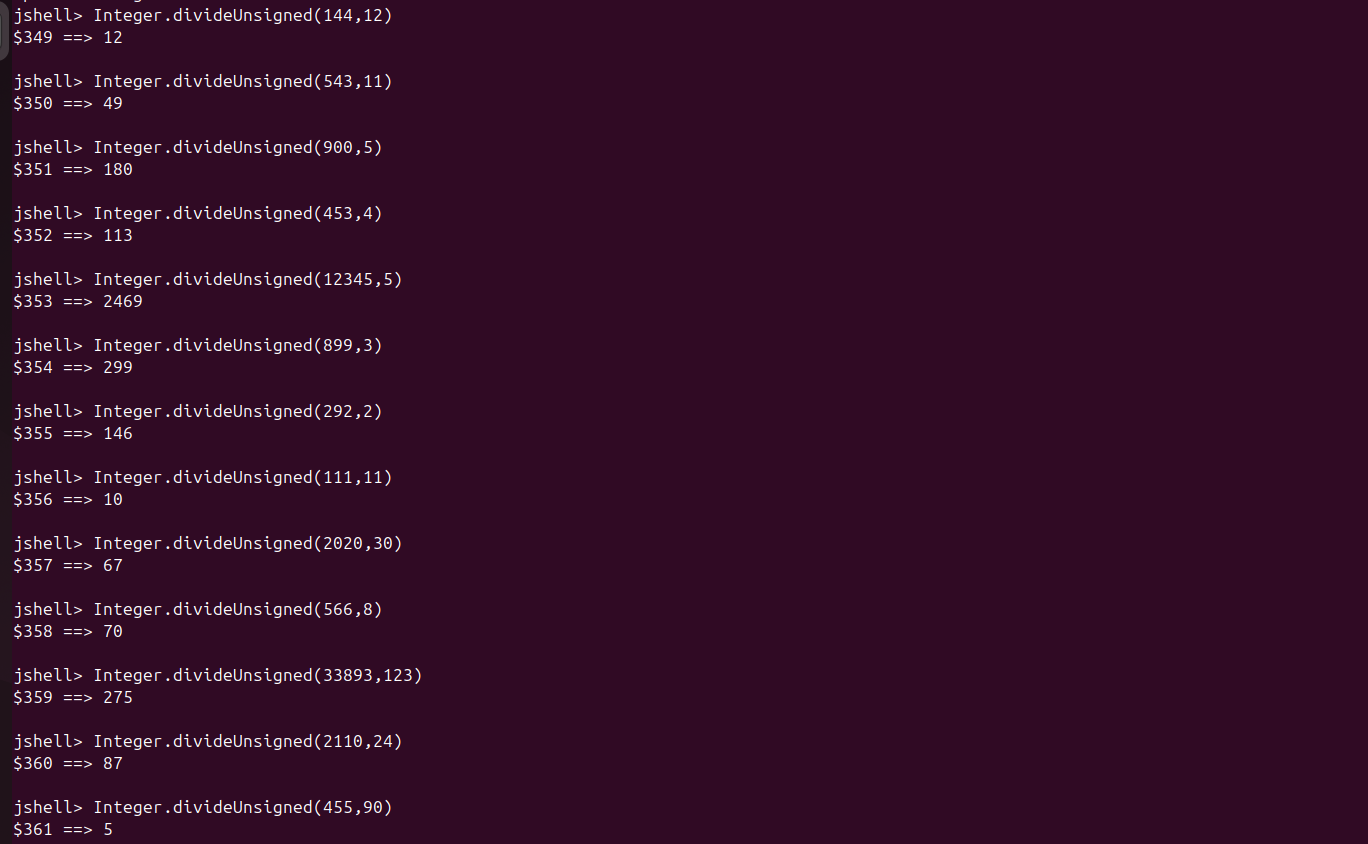 jshell> Integer.divideUnsigned(144,12)
$349 ==> 12
jshell> Integer.divideUnsigned(543,11)
$350 ==> 49
jshell> Integer.divideUnsigned(900,5)
$351 ==> 180
jshell> Integer.divideUnsigned(453,4)
$352 ==> 113
jshell> Integer.divideUnsigned(12345,5)
$353 ==> 2469
jshell> Integer.divideUnsigned(899,3)
$354 ==> 299
jshell> Integer.divideUnsigned(292,2)
$355 ==> 146
jshell> Integer.divideUnsigned(111,11)
$356 ==> 10
jshell> Integer.divideUnsigned(2020,30)
$357 ==> 67
jshell> Integer.divideUnsigned(566,8)
$358 ==> 70
jshell> Integer.divideUnsigned(33893,123)
$359 ==> 275
jshell> Integer.divideUnsigned(2110,24)
$360 ==> 87
jshell> Integer.divideUnsigned(455,90)
$361 ==> 5